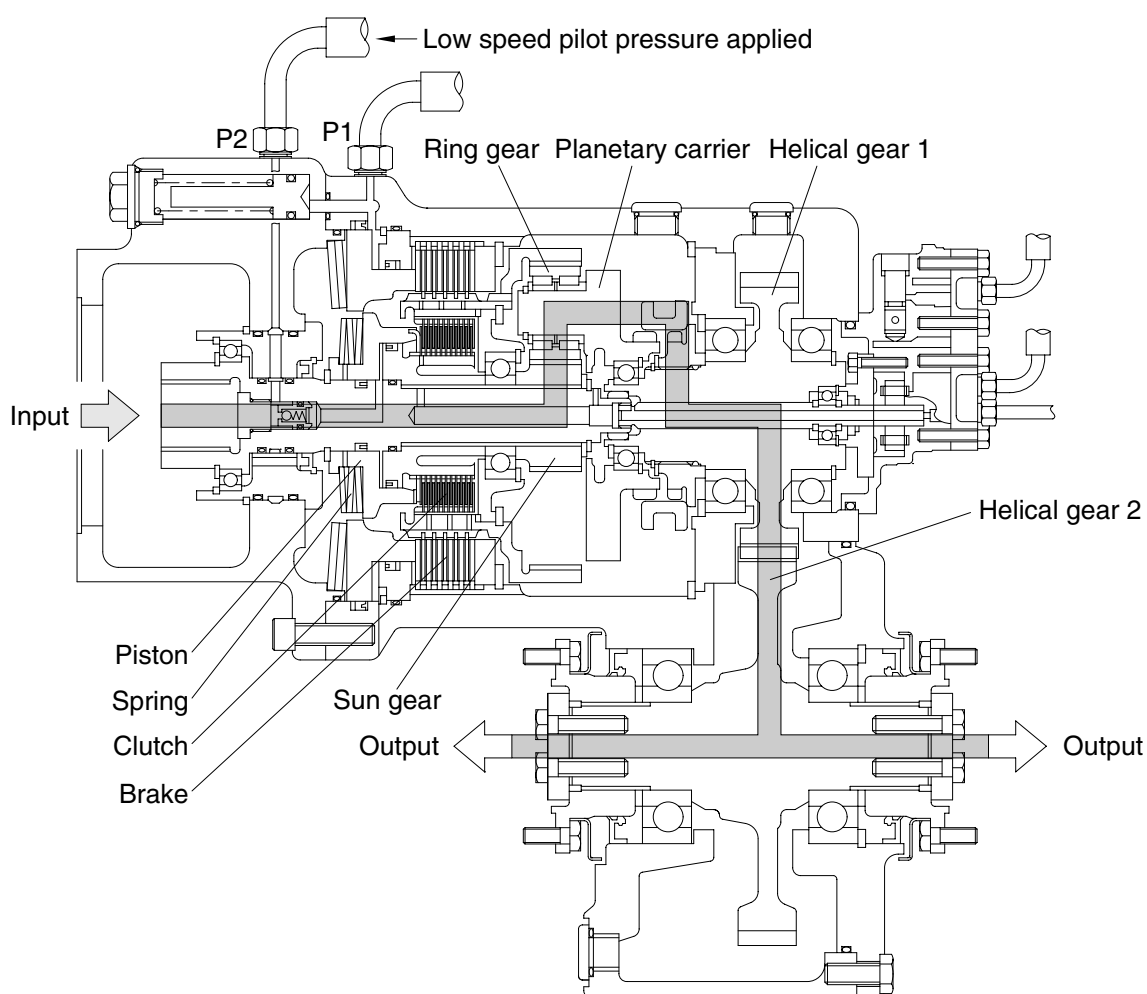 Low speed pilot pressure applied
P2
P1
Ring gear
Planetary carrier
Helical gear 1
Input
Helical gear 2
Piston
Spring
Sun gear
Clutch
Output
Output
Brake